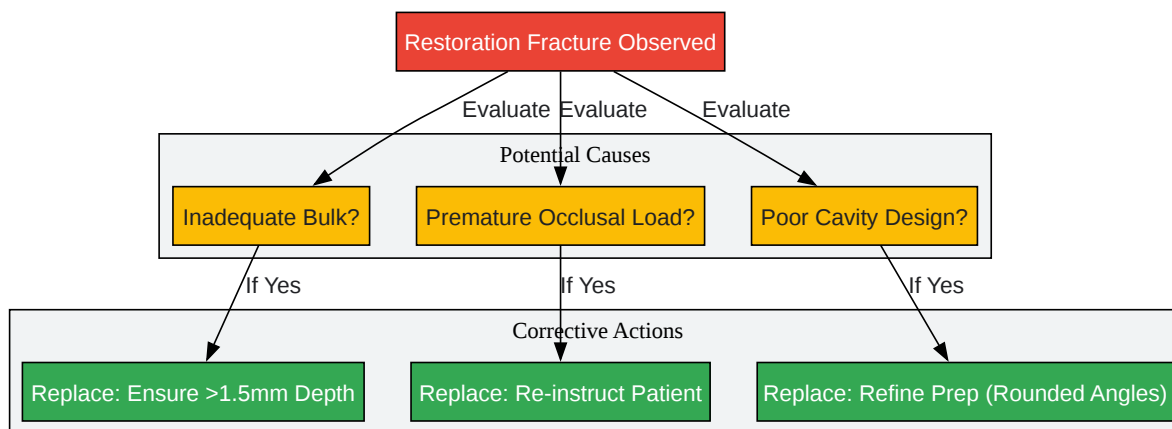 Restoration Fracture Observed
Evaluate Evaluate Evaluate
Potential Causes
Inadequate Bulk? Premature Occlusal Load? Poor Cavity Design?
If Yes If Yes If Yes
Corrective Actions
Replace: Ensure >1.5mm Depth Replace: Re-instruct Patient Replace: Refine Prep (Rounded Angles)